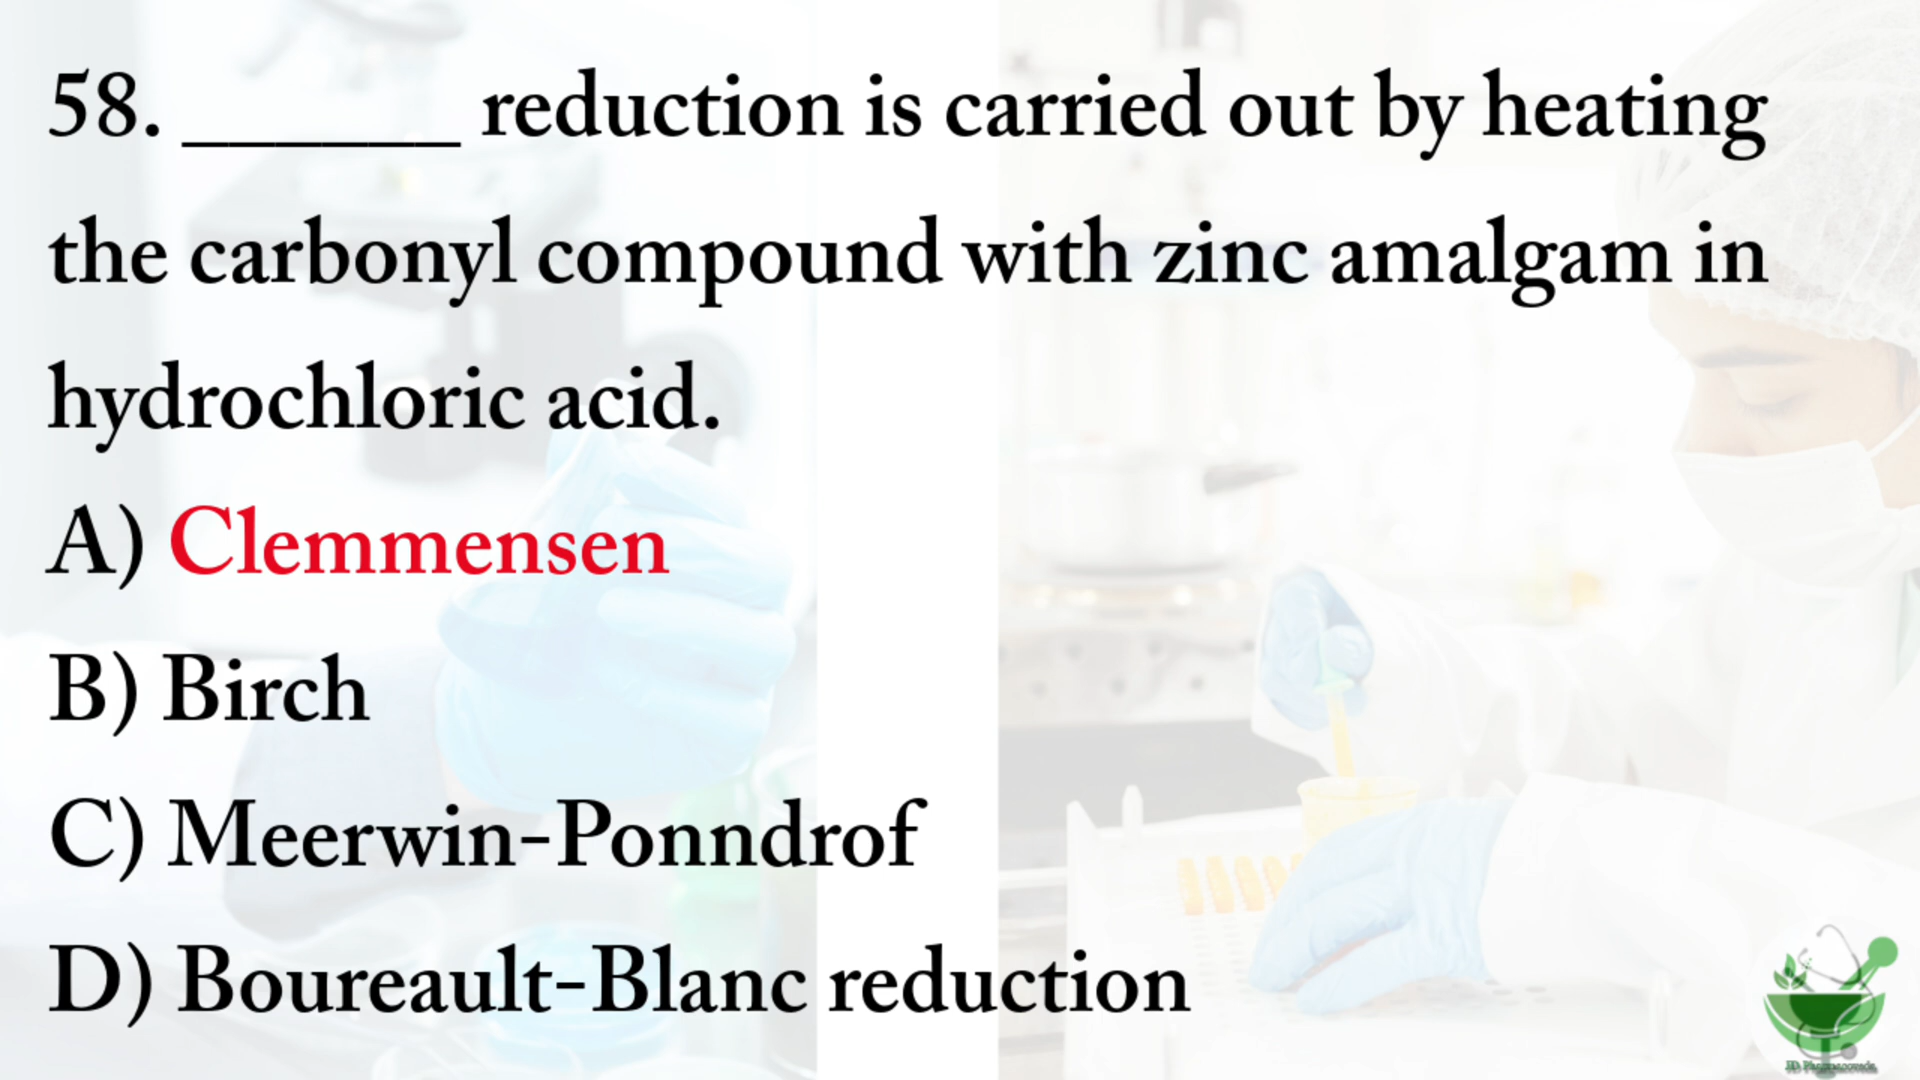 58. ______ reduction is carried out by heating
the carbonyl compound with zinc amalgam in
hydrochloric acid.
A) Clemmensen
B) Birch
C) Meerwin-Ponndrof
D) Boureault-Blanc reduction